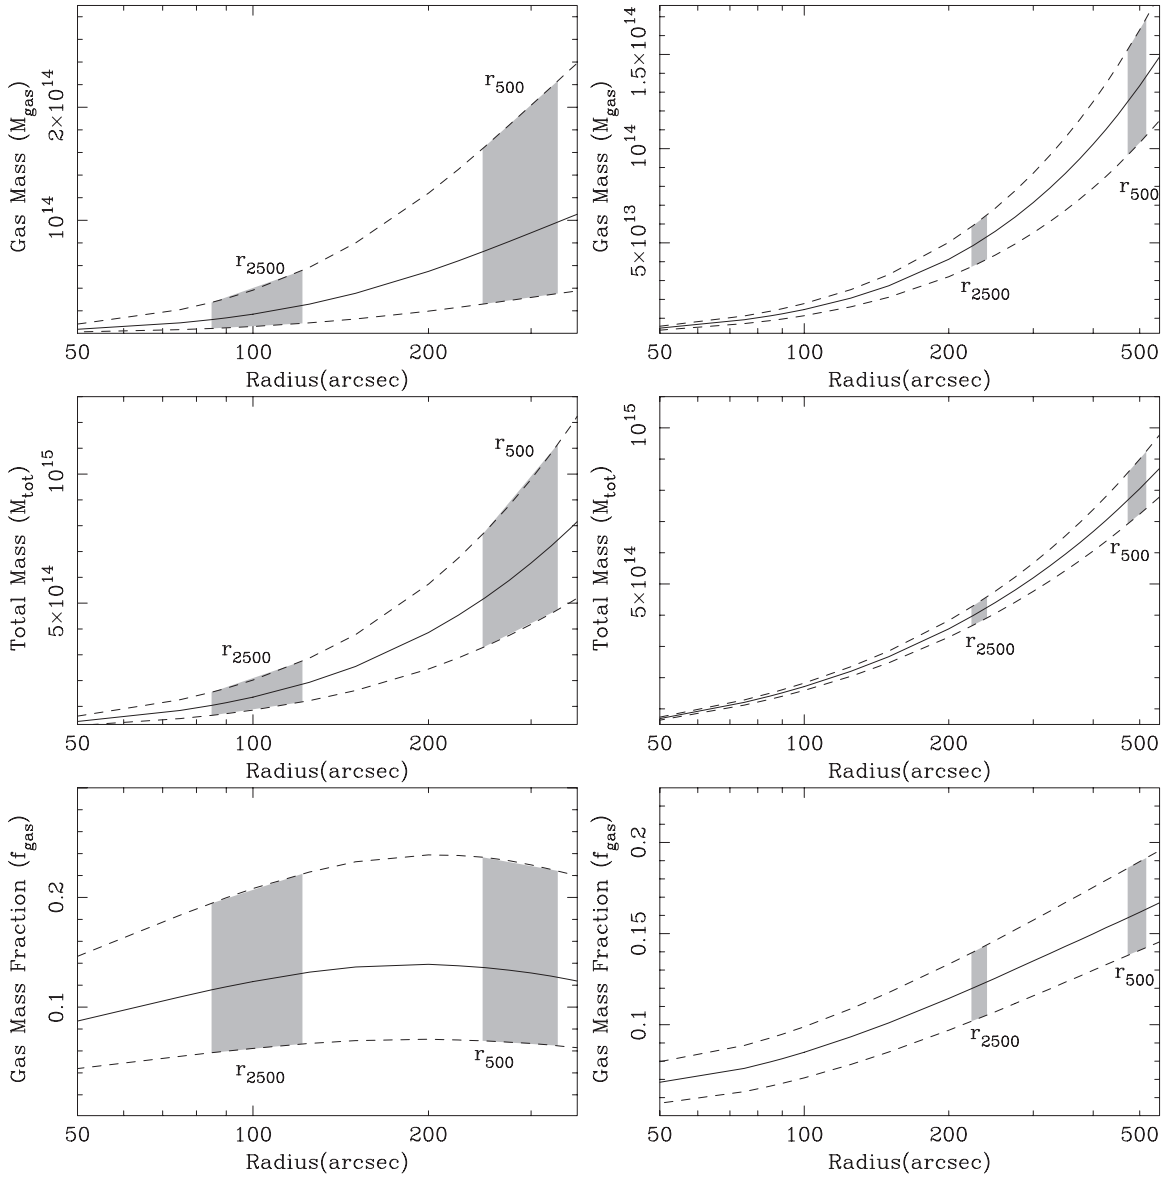 Gas Mass (M_gas)
10^14
2×10^14
r_2500
r_500
50
100
200
Radius(arcsec)
Gas Mass (M_gas)
5×10^13
10^14
1.5×10^14
r_2500
r_500
50
100
200
500
Radius(arcsec)
Total Mass (M_tot)
5×10^14
10^15
r_2500
r_500
50
100
200
Radius(arcsec)
Total Mass (M_tot)
5×10^14
10^15
r_2500
r_500
50
100
200
500
Radius(arcsec)
Gas Mass Fraction (f_gas)
0.1
0.2
r_2500
r_500
50
100
200
Radius(arcsec)
Gas Mass Fraction (f_gas)
0.1
0.15
0.2
r_2500
r_500
50
100
200
500
Radius(arcsec)